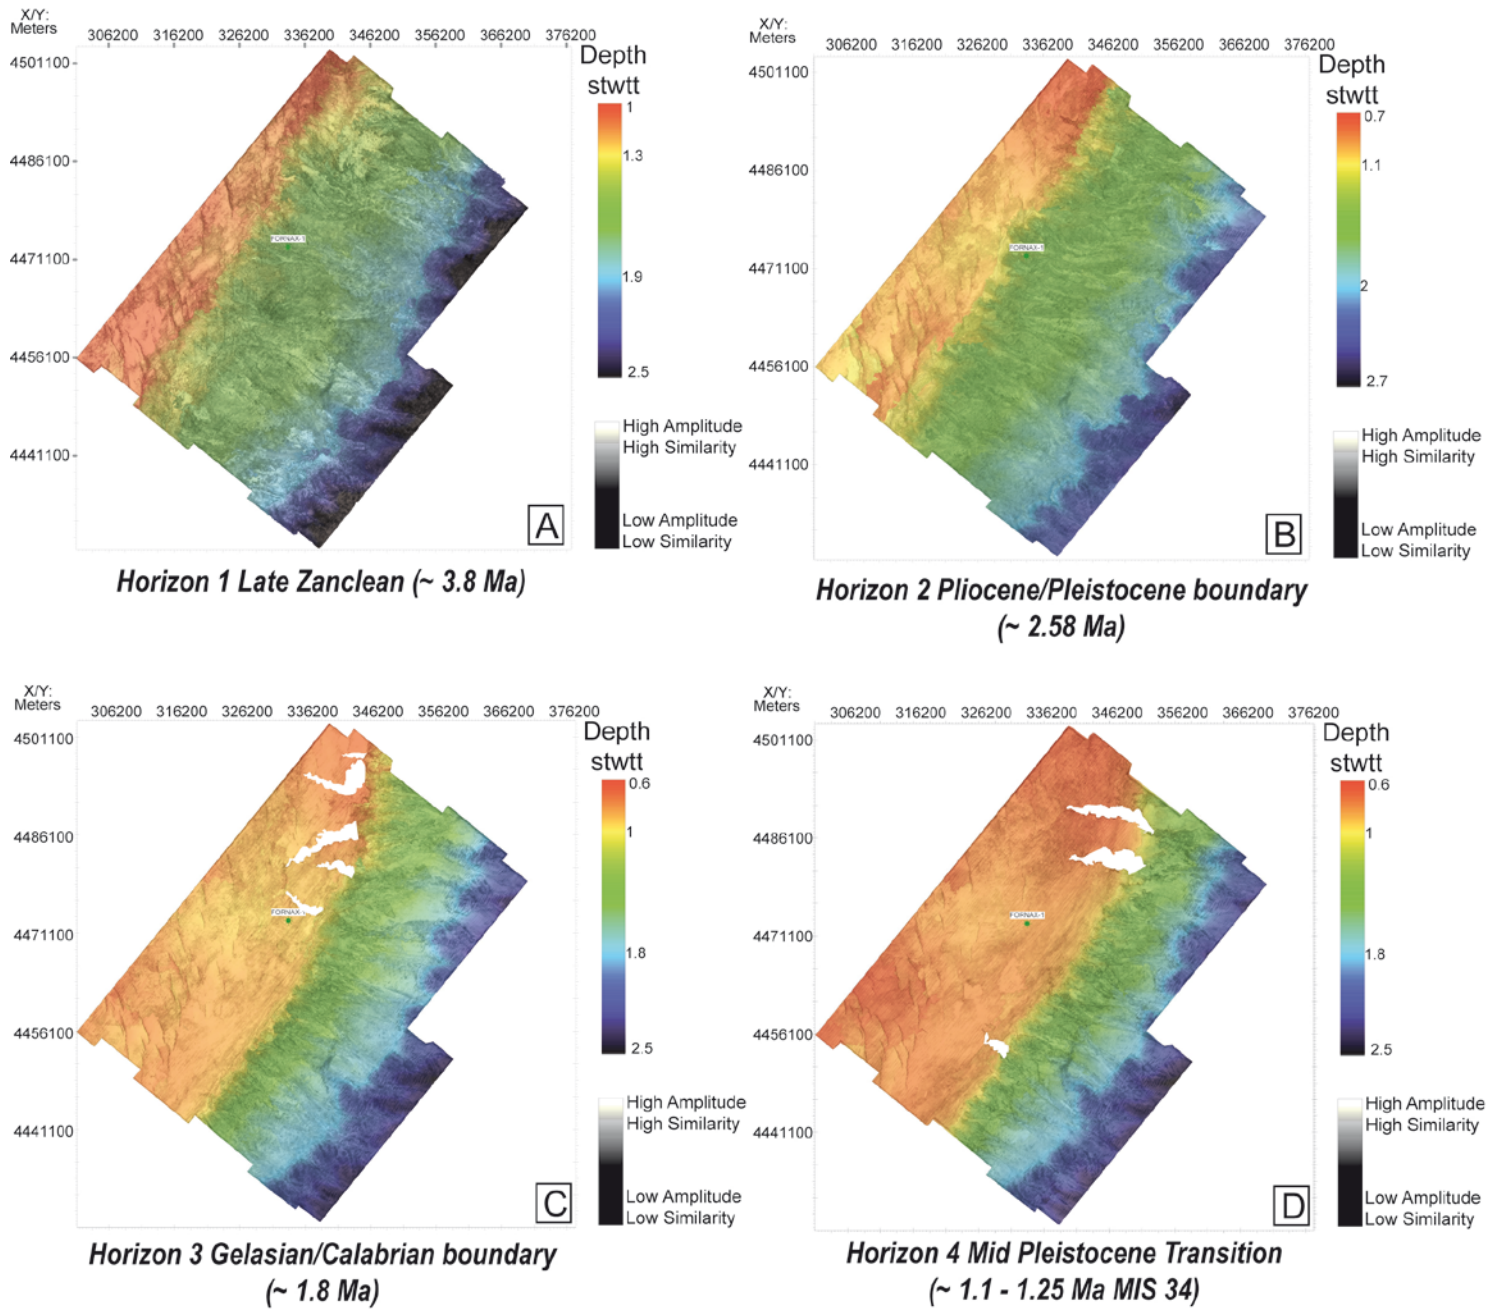 X/Y:
Meters
306200 316200 326200 336200 346200 356200 366200 376200
4501100
4486100
4471100
4456100
4441100
FORNAX-1
Depth
stwtt
1
1.3
1.9
2.5
High Amplitude
High Similarity
Low Amplitude
Low Similarity
A
Horizon 1 Late Zanclean (~ 3.8 Ma)
X/Y:
Meters
306200 316200 326200 336200 346200 356200 366200 376200
4501100
4486100
4471100
4456100
4441100
FORNAX-1
Depth
stwtt
0.7
1.1
2
2.7
High Amplitude
High Similarity
Low Amplitude
Low Similarity
B
Horizon 2 Pliocene/Pleistocene boundary
(~ 2.58 Ma)
X/Y:
Meters
306200 316200 326200 336200 346200 356200 366200 376200
4501100
4486100
4471100
4456100
4441100
FORNAX-1
Depth
stwtt
0.6
1
1.8
2.5
High Amplitude
High Similarity
Low Amplitude
Low Similarity
C
Horizon 3 Gelasian/Calabrian boundary
(~ 1.8 Ma)
X/Y:
Meters
306200 316200 326200 336200 346200 356200 366200 376200
4501100
4486100
4471100
4456100
4441100
FORNAX-1
Depth
stwtt
0.6
1
1.8
2.5
High Amplitude
High Similarity
Low Amplitude
Low Similarity
D
Horizon 4 Mid Pleistocene Transition
(~ 1.1 - 1.25 Ma MIS 34)